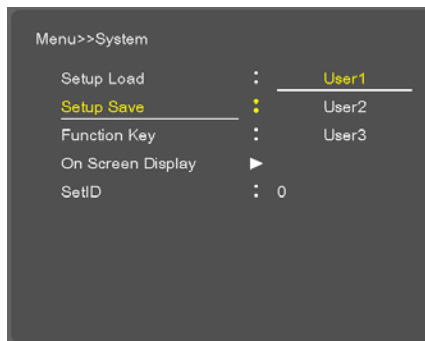 Menu>>System
Setup Load : User1
Setup Save : User2
Function Key : User3
On Screen Display ▶
SetID : 0